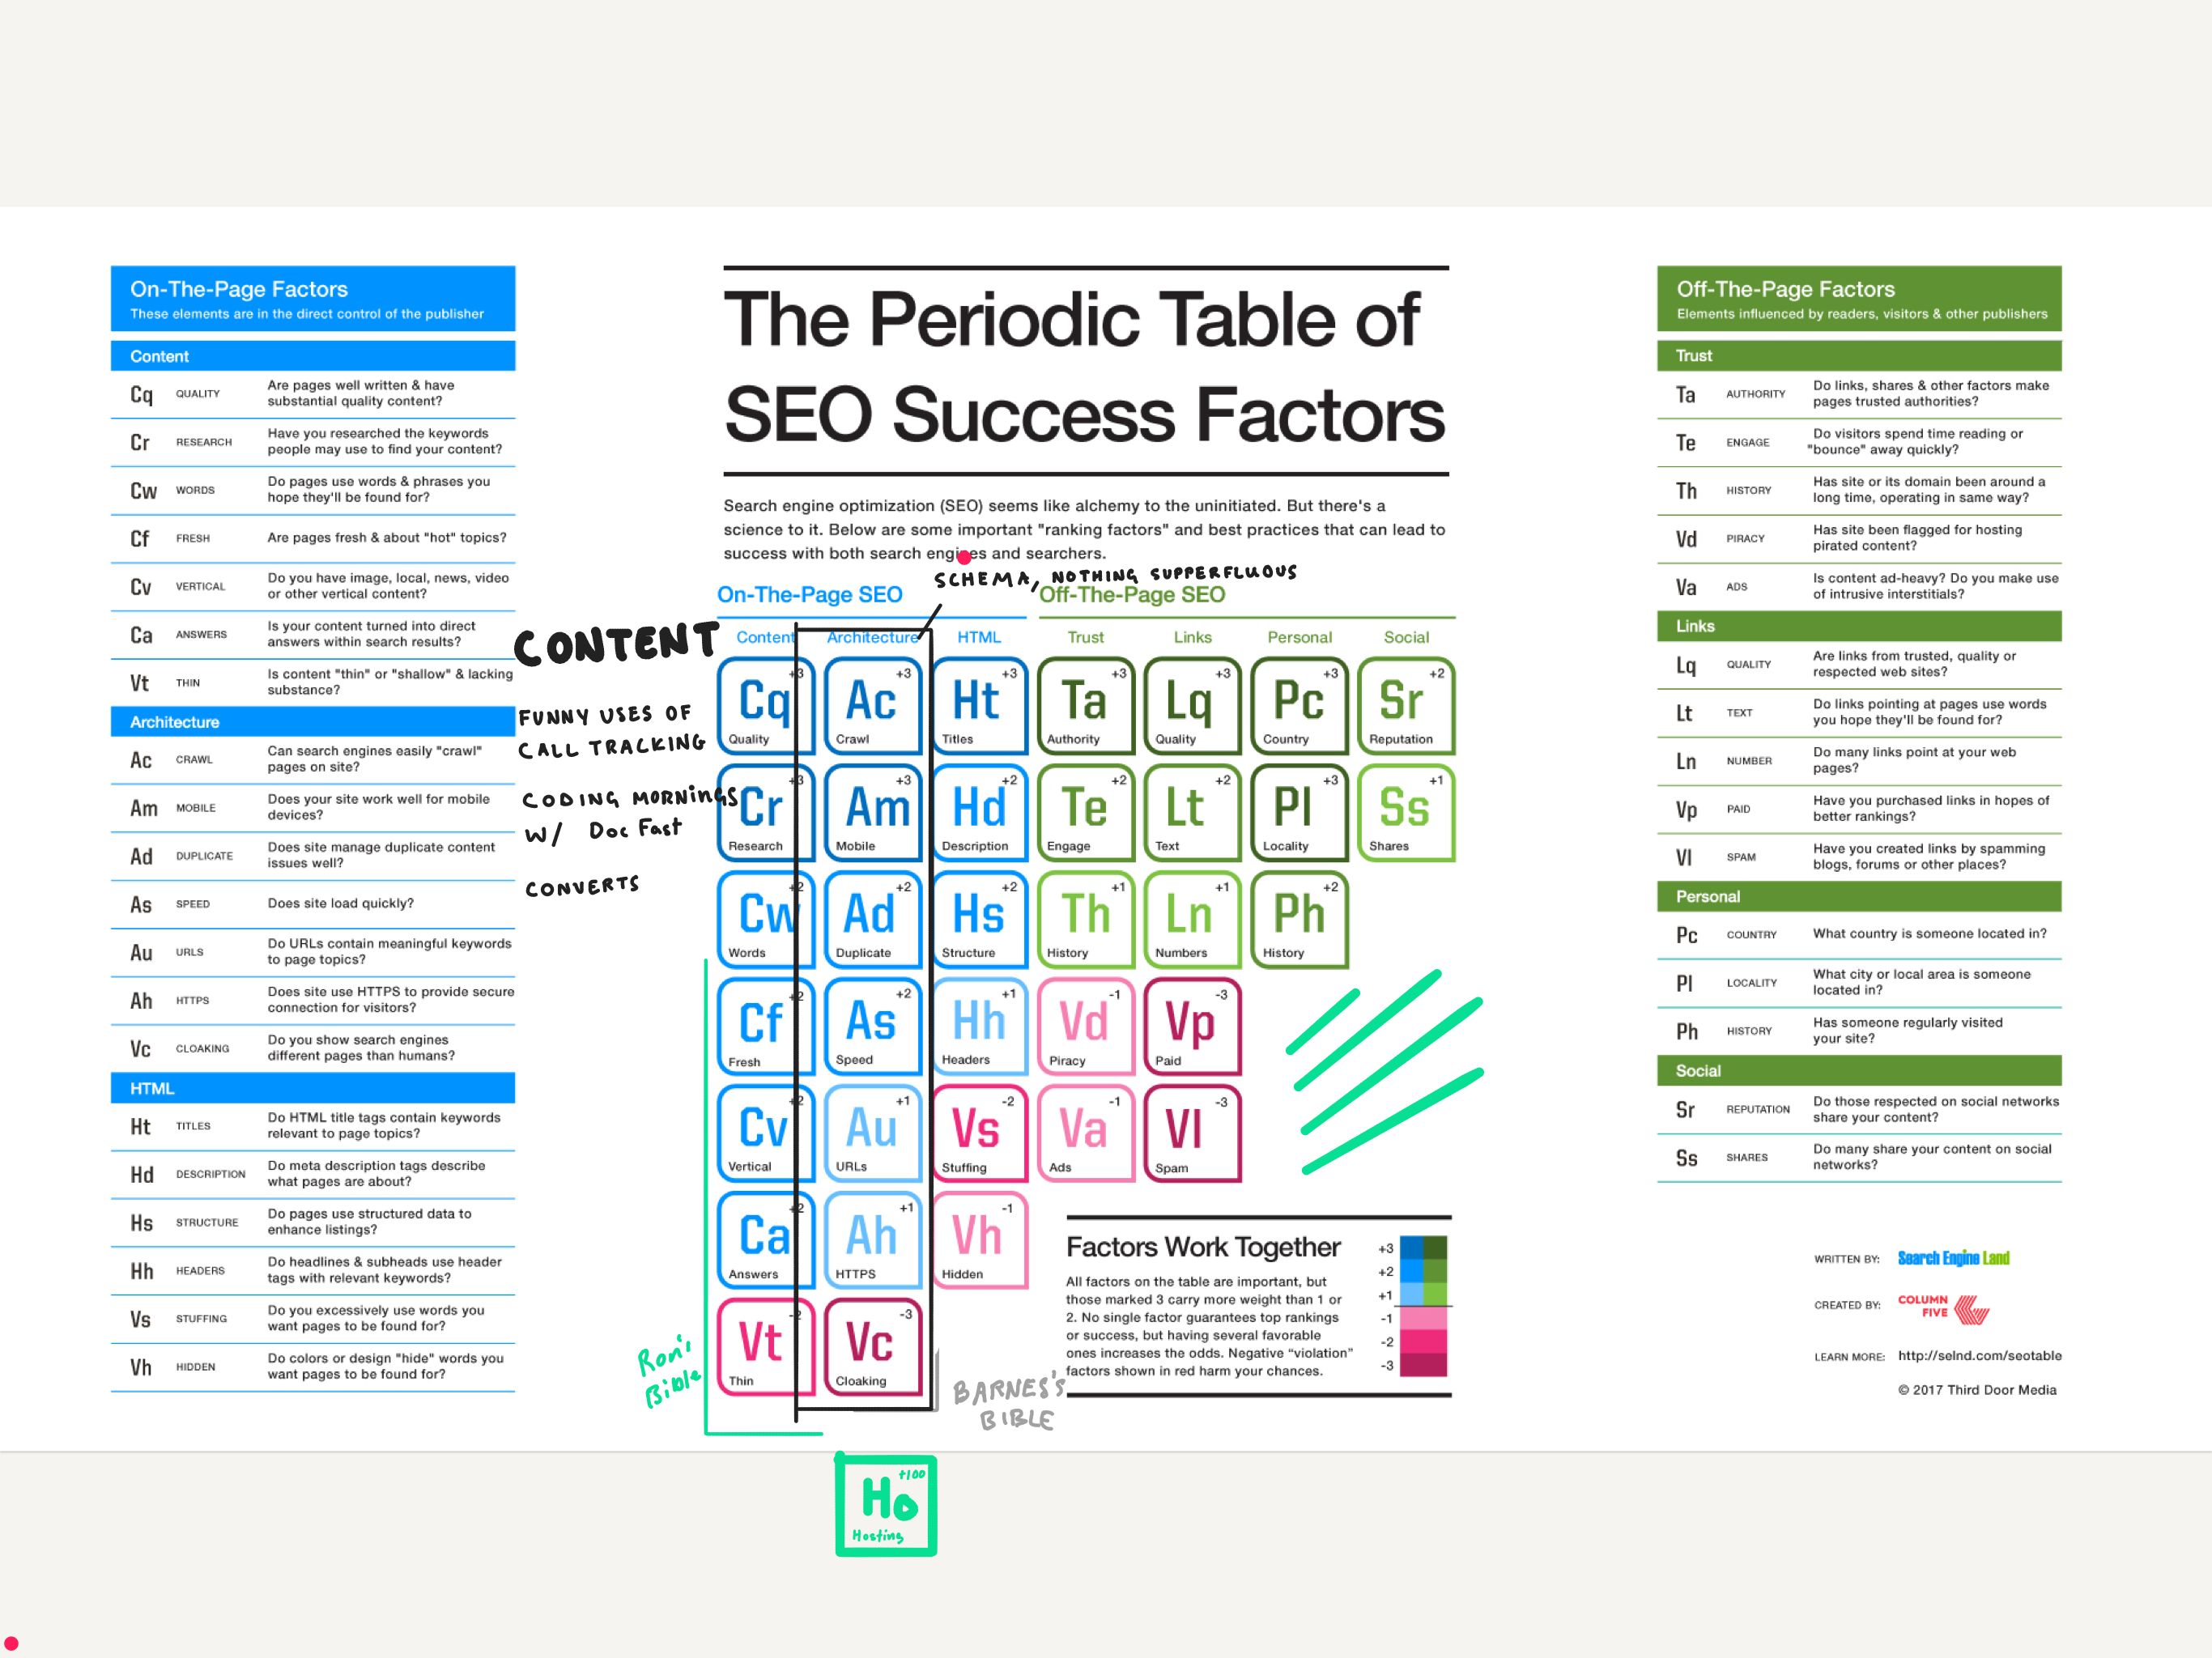 On-The-Page Factors
These elements are in the direct control of the publisher
Content
Cq QUALITY Are pages well written & have
substantial quality content?
Cr RESEARCH Have you researched the keywords
people may use to find your content?
Cw WORDS Do pages use words & phrases you
hope they'll be found for?
Cf FRESH Are pages fresh & about "hot" topics?
Cv VERTICAL Do you have image, local, news, video
or other vertical content?
Ca ANSWERS Is your content turned into direct
answers within search results?
Vt THIN Is content "thin" or "shallow" & lacking
substance?
Architecture
Ac CRAWL Can search engines easily "crawl"
pages on site?
Am MOBILE Does your site work well for mobile
devices?
Ad DUPLICATE Does site manage duplicate content
issues well?
As SPEED Does site load quickly?
Au URLS Do URLs contain meaningful keywords
to page topics?
Ah HTTPS Does site use HTTPS to provide secure
connection for visitors?
Vc CLOAKING Do you show search engines
different pages than humans?
HTML
Ht TITLES Do HTML title tags contain keywords
relevant to page topics?
Hd DESCRIPTION Do meta description tags describe
what pages are about?
Hs STRUCTURE Do pages use structured data to
enhance listings?
Hh HEADERS Do headlines & subheads use header
tags with relevant keywords?
Vs STUFFING Do you excessively use words you
want pages to be found for?
Vh HIDDEN Do colors or design "hide" words you
want pages to be found for?
CONTENT
FUNNY USES OF
CALL TRACKING
CODING MORNINGS
W/ Doc Fast
CONVERTS
The Periodic Table of
SEO Success Factors
Search engine optimization (SEO) seems like alchemy to the uninitiated. But there's a
science to it. Below are some important "ranking factors" and best practices that can lead to
success with both search engines and searchers.
SCHEMA, NOTHING SUPPERFLUOUS
On-The-Page SEO Off-The-Page SEO
Content Architecture HTML Trust Links Personal Social
+3 +3 +3 +3 +3 +3 +2
Cq Ac Ht Ta Lq Pc Sr
Quality Crawl Titles Authority Quality Country Reputation
+3 +3 +2 +2 +2 +3 +1
Cr Am Hd Te Lt Pl Ss
Research Mobile Description Engage Text Locality Shares
+2 +2 +2 +1 +1 +2
Cw Ad Hs Th Ln Ph
Words Duplicate Structure History Numbers History
+2 +2 +1 -1 -3
Cf As Hh Vd Vp
Fresh Speed Headers Piracy Paid
+2 +1 -2 -1 -3
Cv Au Vs Va Vl
Vertical URLs Stuffing Ads Spam
+2 +1 -1
Ca Ah Vh
Answers HTTPS Hidden
-2 -3
Vt Vc
Thin Cloaking
Ron's
Bible
BARNES'S
BIBLE
+100
Ho
Hosting
Factors Work Together
All factors on the table are important, but
those marked 3 carry more weight than 1 or
2. No single factor guarantees top rankings
or success, but having several favorable
ones increases the odds. Negative “violation”
factors shown in red harm your chances.
+3
+2
+1
-1
-2
-3
Off-The-Page Factors
Elements influenced by readers, visitors & other publishers
Trust
Ta AUTHORITY Do links, shares & other factors make
pages trusted authorities?
Te ENGAGE Do visitors spend time reading or
"bounce" away quickly?
Th HISTORY Has site or its domain been around a
long time, operating in same way?
Vd PIRACY Has site been flagged for hosting
pirated content?
Va ADS Is content ad-heavy? Do you make use
of intrusive interstitials?
Links
Lq QUALITY Are links from trusted, quality or
respected web sites?
Lt TEXT Do links pointing at pages use words
you hope they'll be found for?
Ln NUMBER Do many links point at your web
pages?
Vp PAID Have you purchased links in hopes of
better rankings?
Vl SPAM Have you created links by spamming
blogs, forums or other places?
Personal
Pc COUNTRY What country is someone located in?
Pl LOCALITY What city or local area is someone
located in?
Ph HISTORY Has someone regularly visited
your site?
Social
Sr REPUTATION Do those respected on social networks
share your content?
Ss SHARES Do many share your content on social
networks?
WRITTEN BY: Search Engine Land
CREATED BY: COLUMN
FIVE
LEARN MORE: http://selnd.com/seotable
© 2017 Third Door Media